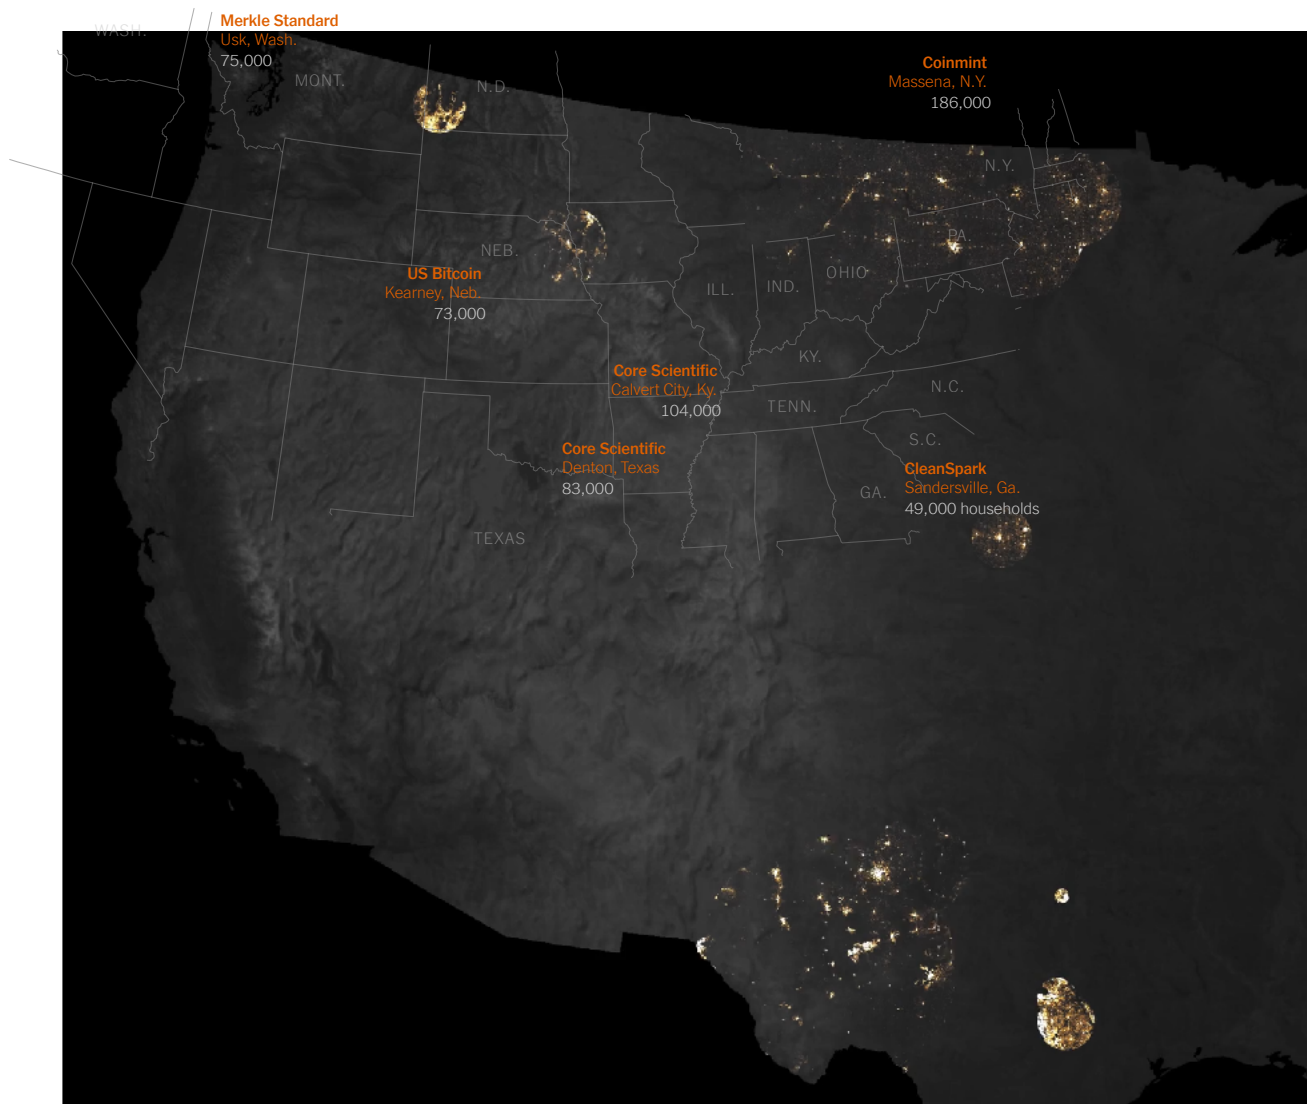 WASH.
Merkle Standard
Usk, Wash.
75,000
MONT.
N.D.
Coinmint
Massena, N.Y.
186,000
N.Y.
PA.
NEB.
US Bitcoin
Kearney, Neb.
73,000
ILL.
IND.
OHIO
KY.
Core Scientific
Calvert City, Ky.
104,000
TENN.
N.C.
S.C.
Core Scientific
Denton, Texas
83,000
GA.
CleanSpark
Sandersville, Ga.
49,000 households
TEXAS